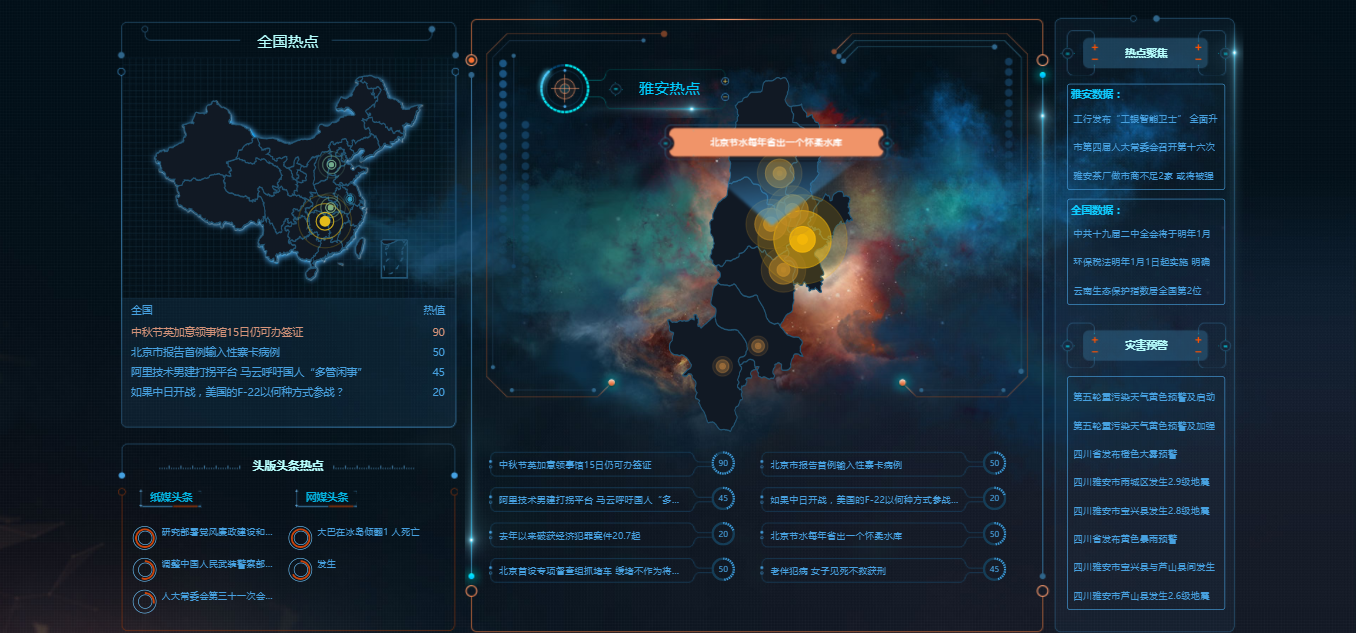 全国热点
全国 热值
中秋节英加意领事馆15日仍可办签证 90
北京市报告首例输入性寨卡病例 50
阿里技术男建打拐平台 马云呼吁国人“多管闲事” 45
如果中日开战，美国的F-22以何种方式参战？ 20
头版头条热点
纸媒头条 网媒头条
研究部署党风廉政建设和...
调整中国人民武装警察部...
人大常委会第三十一次会...
大巴在冰岛倾翻1 人死亡
发生
雅安热点
北京节水每年省出一个怀柔水库
中秋节英加意领事馆15日仍可办签证 90
北京市报告首例输入性寨卡病例 50
阿里技术男建打拐平台 马云呼吁国人“多... 45
如果中日开战，美国的F-22以何种方式参战... 20
去年以来破获经济犯罪案件20.7起 20
北京节水每年省出一个怀柔水库 50
北京首设专项督查组抓堵车 缓堵不作为将... 50
老伴犯病 女子见死不救获刑 45
热点聚焦
雅安数据：
工行发布“工银智能卫士” 全面升
市第四届人大常委会召开第十六次
雅安茶厂做市商不足2家 或将被强
全国数据：
中共十九届二中全会将于明年1月
环保税法明年1月1日起实施 明确
云南生态保护指数居全国第2位
灾害预警
第五轮重污染天气黄色预警及启动
第五轮重污染天气黄色预警及加强
四川省发布橙色大雾预警
四川雅安市雨城区发生2.9级地震
四川雅安市宝兴县发生2.8级地震
四川省发布黄色暴雨预警
四川雅安市宝兴县与芦山县间发生
四川雅安市芦山县发生2.6级地震